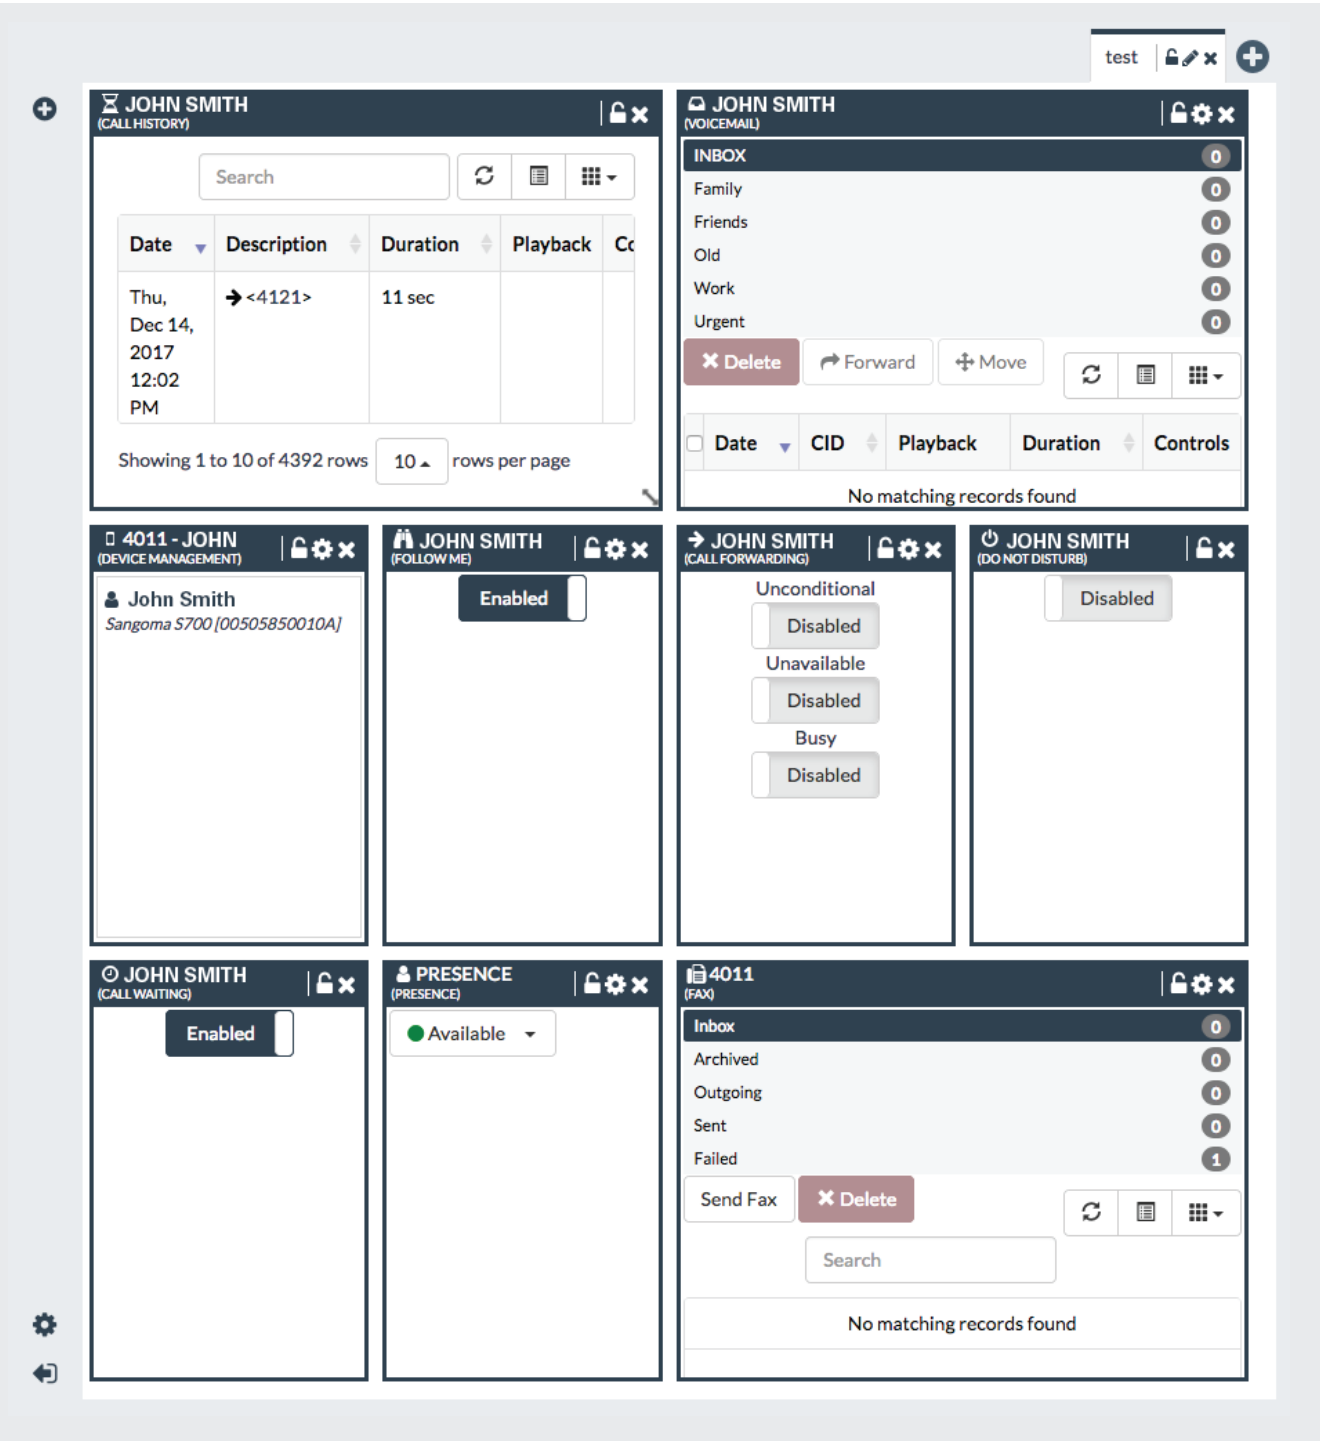 test
JOHN SMITH
(CALL HISTORY)
Search
Date Description Duration Playback Co
Thu, <4121> 11 sec
Dec 14,
2017
12:02
PM
Showing 1 to 10 of 4392 rows 10 rows per page
JOHN SMITH
(VOICEMAIL)
INBOX 0
Family 0
Friends 0
Old 0
Work 0
Urgent 0
Delete Forward Move
Date CID Playback Duration Controls
No matching records found
4011 - JOHN
(DEVICE MANAGEMENT)
John Smith
Sangoma S700 [00505850010A]
JOHN SMITH
(FOLLOW ME)
Enabled
JOHN SMITH
(CALL FORWARDING)
Unconditional
Disabled
Unavailable
Disabled
Busy
Disabled
JOHN SMITH
(DO NOT DISTURB)
Disabled
JOHN SMITH
(CALL WAITING)
Enabled
PRESENCE
(PRESENCE)
Available
4011
(FAX)
Inbox 0
Archived 0
Outgoing 0
Sent 0
Failed 1
Send Fax Delete
Search
No matching records found